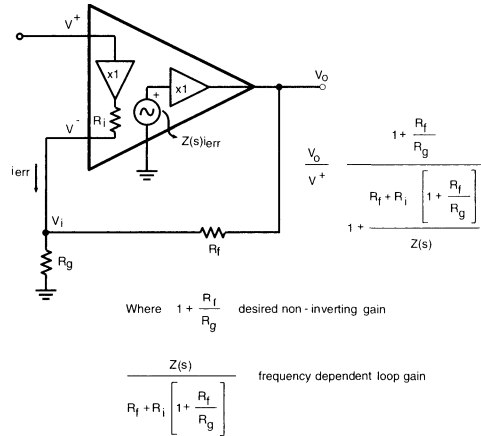 V+
x1
Ri
V-
ierr
Vi
Rg
+
x1
Z(s)ierr
Vo
Rf
Vo
V+
1 + Rf
Rg
Rf + Ri [ 1 + Rf
Rg ]
1 +
Z(s)
Where 1 + Rf
Rg
desired non - inverting gain
Z(s)
Rf + Ri [ 1 + Rf
Rg ]
frequency dependent loop gain